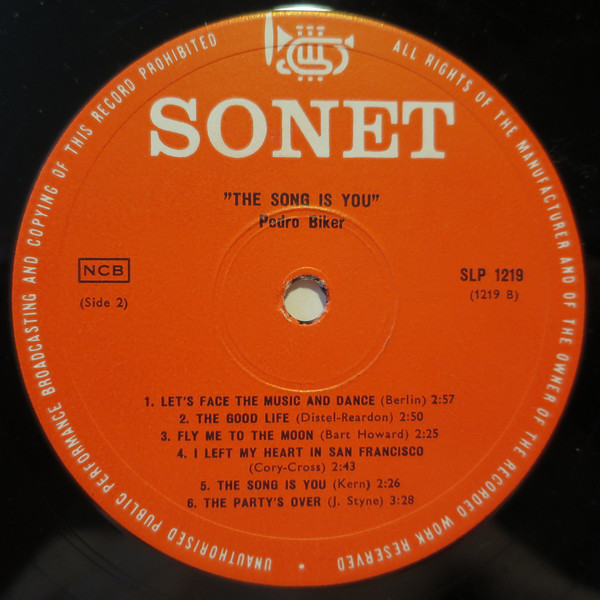 UNAUTHORISED PUBLIC PERFORMANCE BROADCASTING AND COPYING OF THIS RECORD PROHIBITED
ALL RIGHTS OF THE MANUFACTURER AND OF THE OWNER OF THE RECORDED WORK RESERVED •
SONET
"THE SONG IS YOU"
Pedro Biker
NCB
SLP 1219
(Side 2)
(1219 B)
1. LET'S FACE THE MUSIC AND DANCE (Berlin) 2:57
2. THE GOOD LIFE (Distel-Reardon) 2:50
3. FLY ME TO THE MOON (Bart Howard) 2:25
4. I LEFT MY HEART IN SAN FRANCISCO
(Cory-Cross) 2:43
5. THE SONG IS YOU (Kern) 2:26
6. THE PARTY'S OVER (J. Styne) 3:28